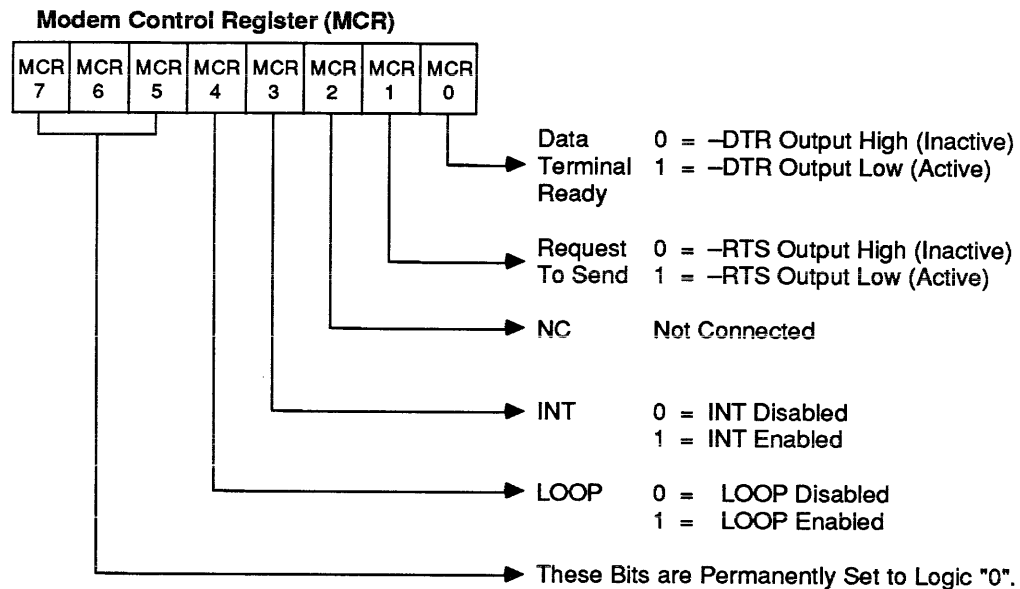 Modem Control Register (MCR)
MCR 7 MCR 6 MCR 5 MCR 4 MCR 3 MCR 2 MCR 1 MCR 0
Data Terminal Ready
0 = –DTR Output High (Inactive)
1 = –DTR Output Low (Active)
Request To Send
0 = –RTS Output High (Inactive)
1 = –RTS Output Low (Active)
NC Not Connected
INT 0 = INT Disabled
1 = INT Enabled
LOOP 0 = LOOP Disabled
1 = LOOP Enabled
These Bits are Permanently Set to Logic "0".